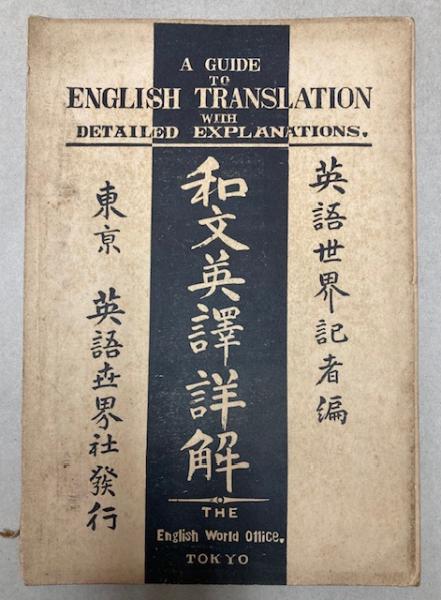 A GUIDE
TO
ENGLISH TRANSLATION
WITH
DETAILED EXPLANATIONS.
英語世界記者編
和文英譯詳解
東京 英語世界社發行
THE
English World Office.
TOKYO